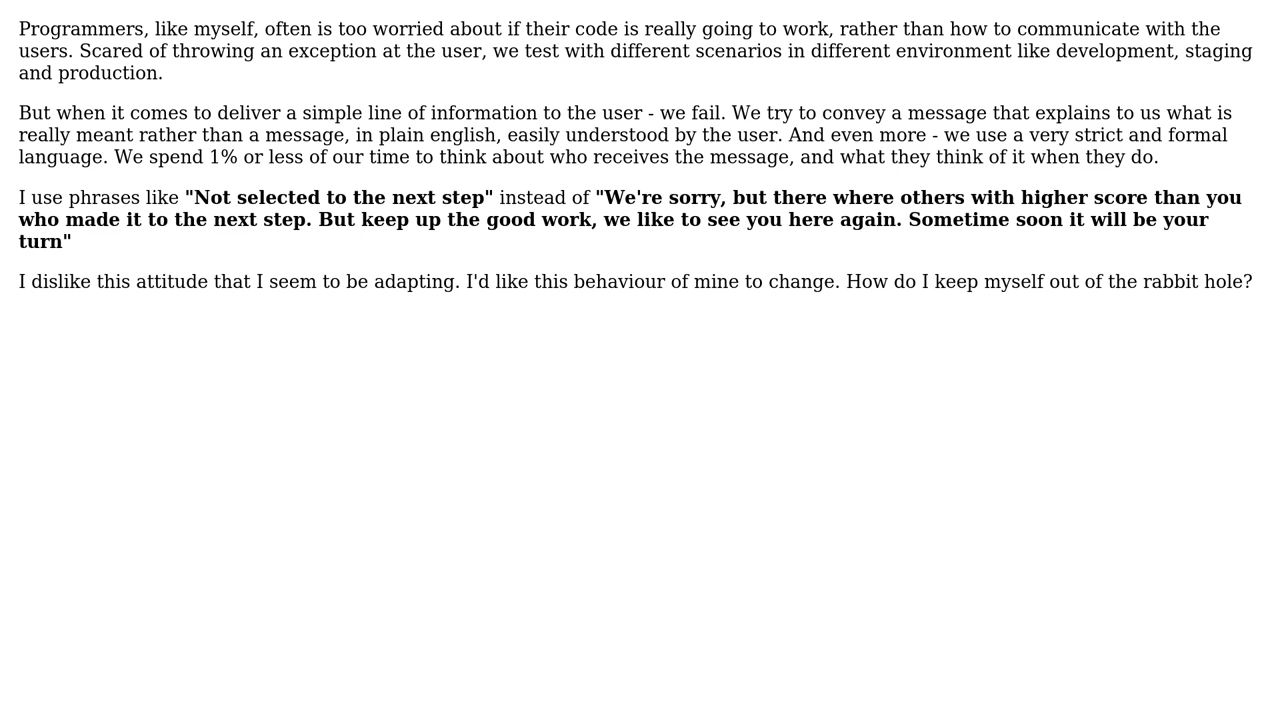 Programmers, like myself, often is too worried about if their code is really going to work, rather than how to communicate with the
users. Scared of throwing an exception at the user, we test with different scenarios in different environment like development, staging
and production.
But when it comes to deliver a simple line of information to the user - we fail. We try to convey a message that explains to us what is
really meant rather than a message, in plain english, easily understood by the user. And even more - we use a very strict and formal
language. We spend 1% or less of our time to think about who receives the message, and what they think of it when they do.
I use phrases like "Not selected to the next step" instead of "We're sorry, but there where others with higher score than you
who made it to the next step. But keep up the good work, we like to see you here again. Sometime soon it will be your
turn"
I dislike this attitude that I seem to be adapting. I'd like this behaviour of mine to change. How do I keep myself out of the rabbit hole?